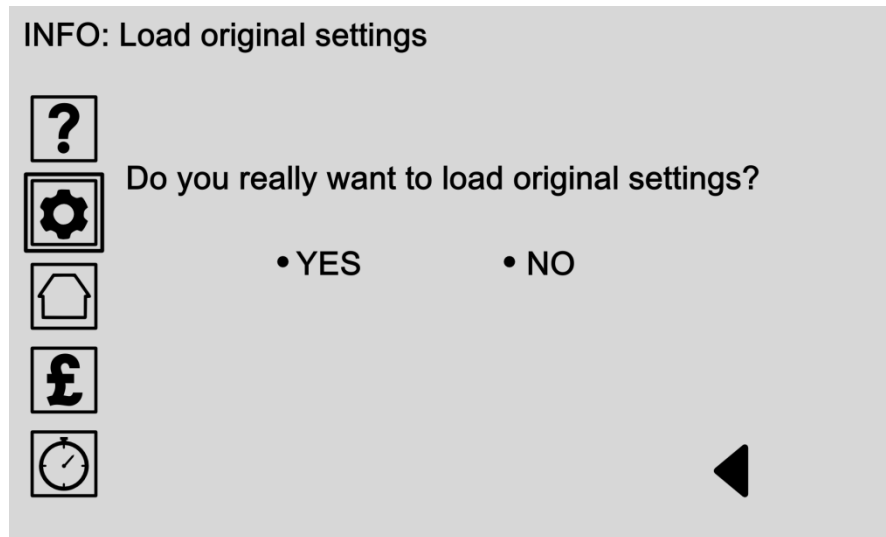 INFO: Load original settings
?
Do you really want to load original settings?
• YES • NO
£